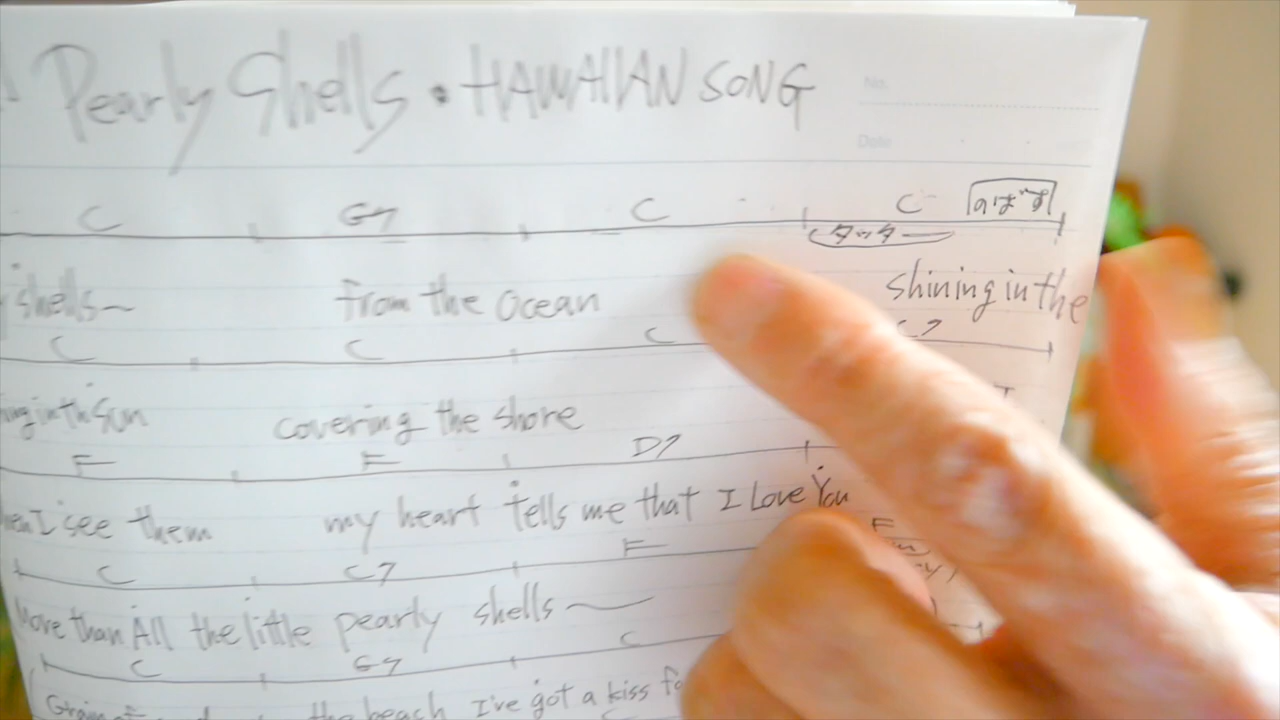 Pearly Shells • HAWAIIAN SONG
No.
Date
C G7 C C のばす
タッター
shells~ from the ocean shining in the
C C C C7
in the Sun covering the shore
F F D7
I see them my heart tells me that I Love You
C C7 F F
More than All the little pearly shells
C G7 C
the beach I've got a kiss